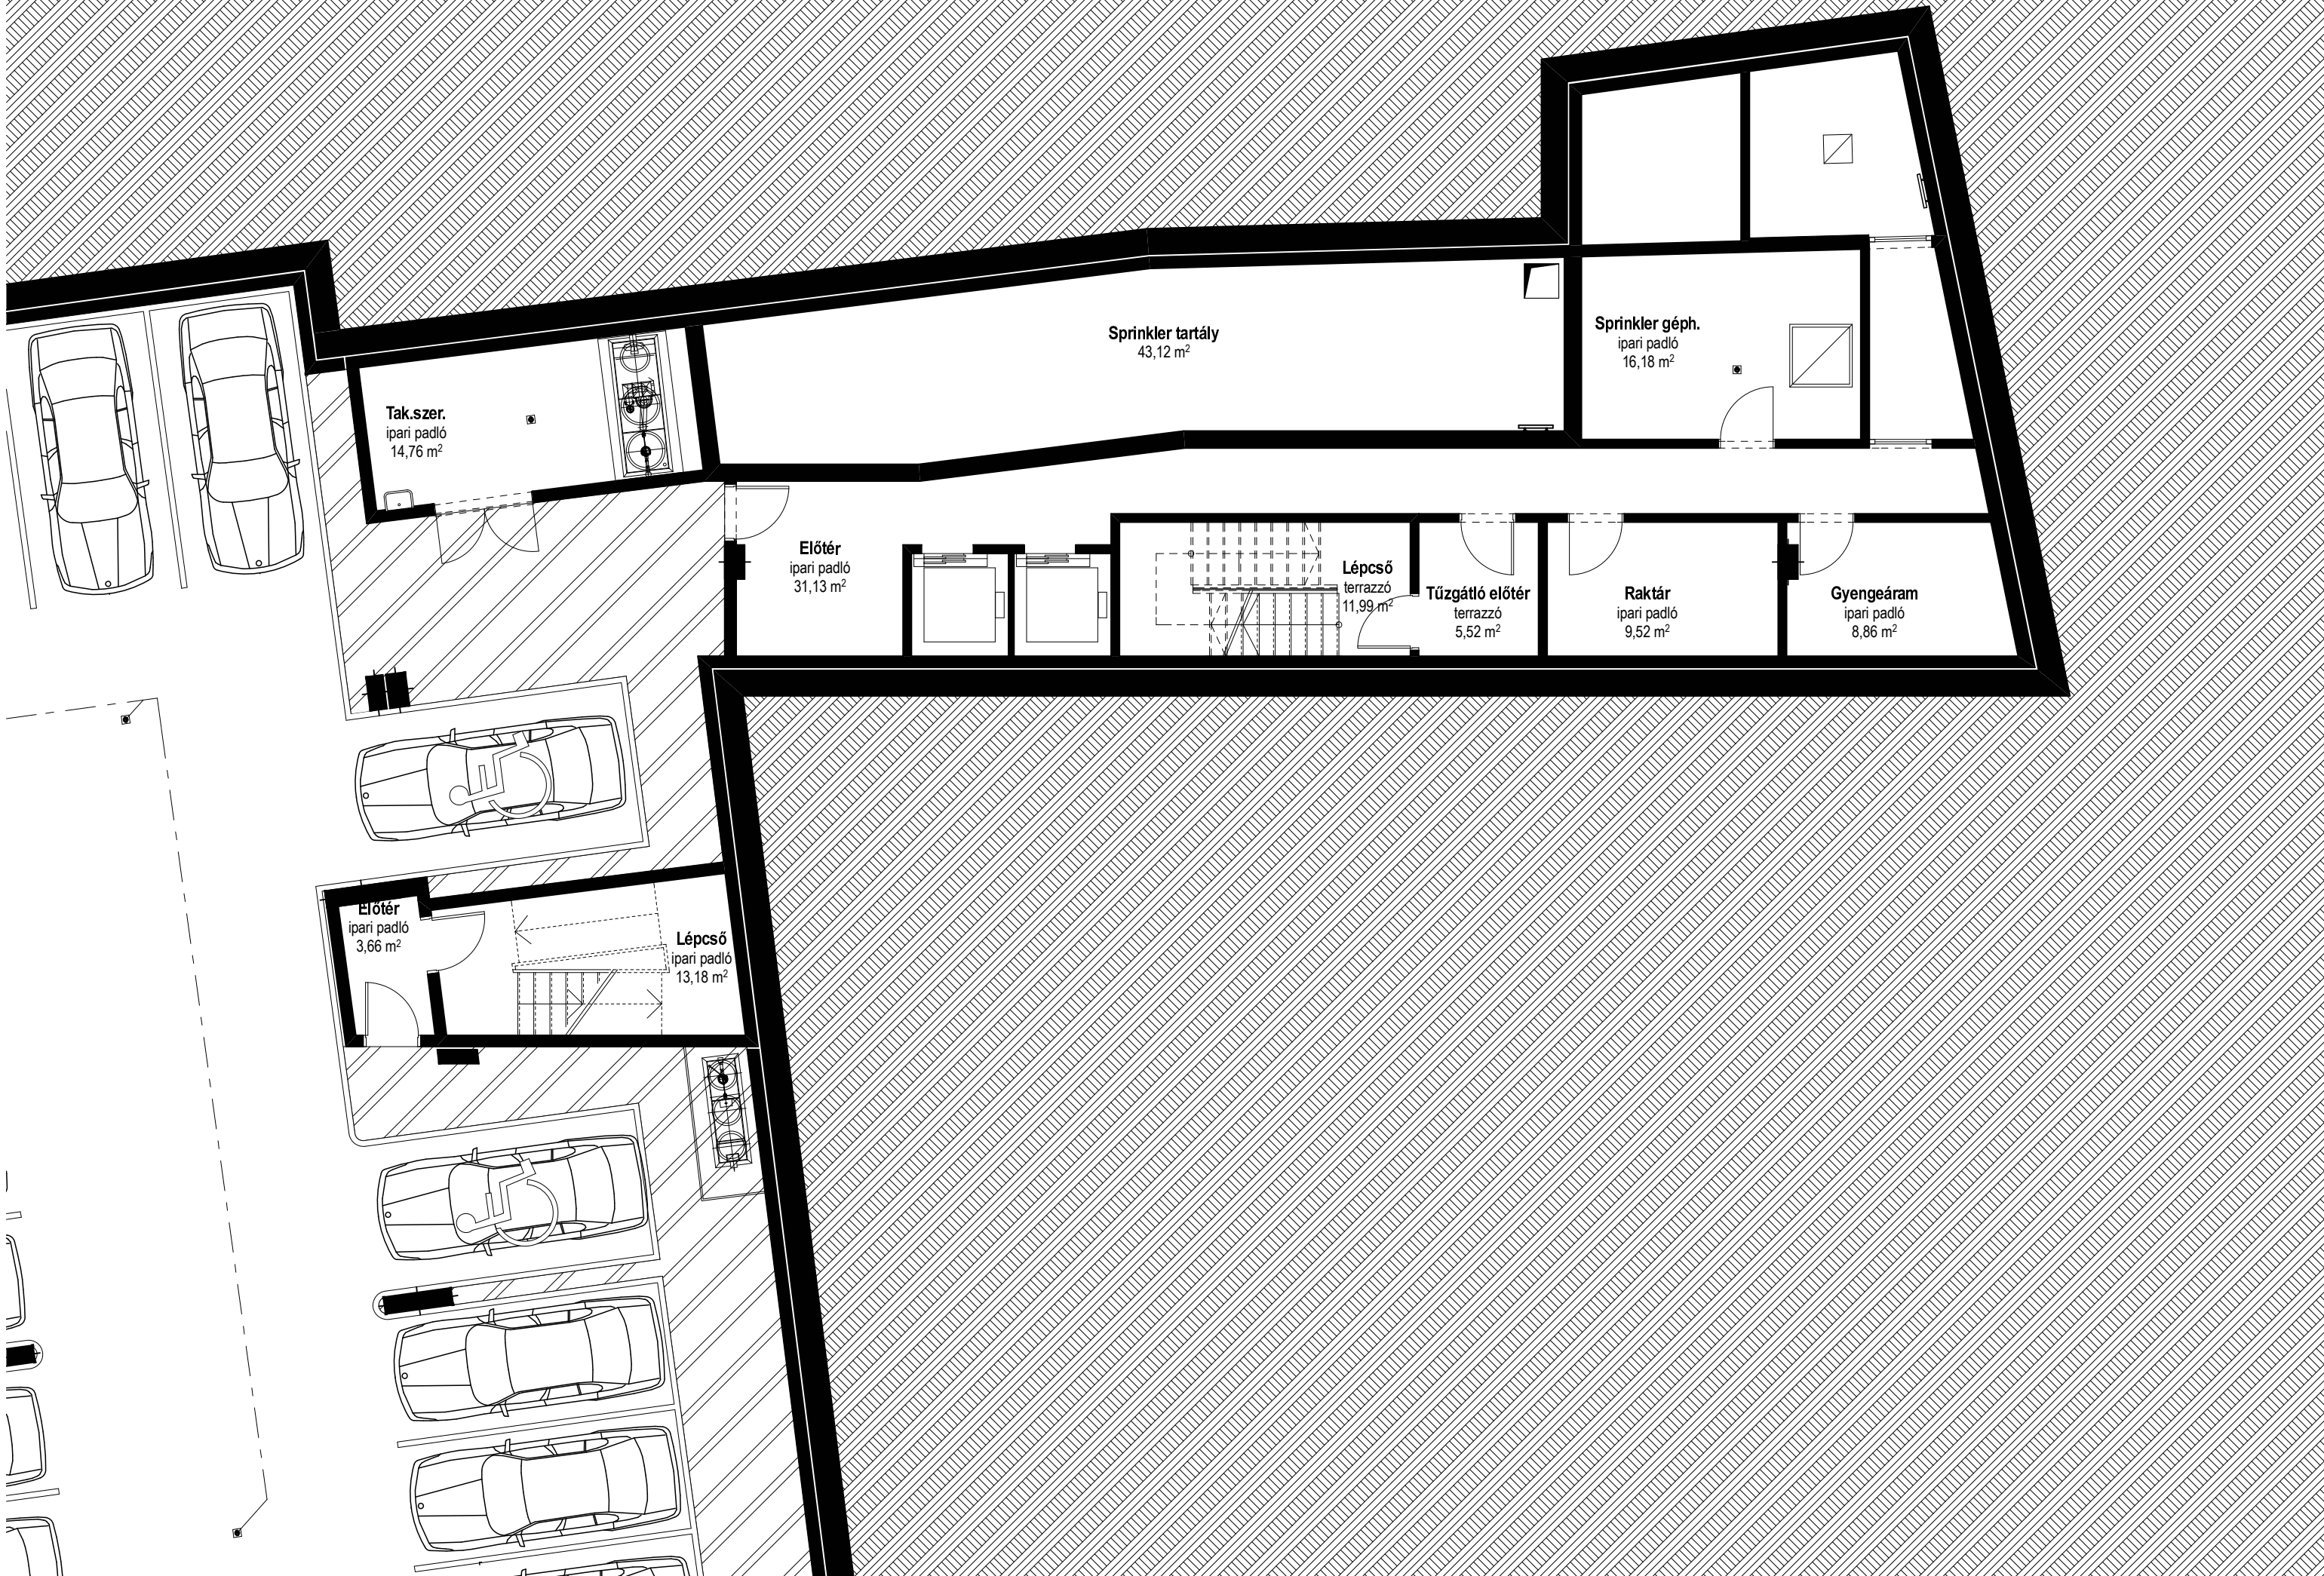 Sprinkler tartály
43,12 m²
Sprinkler géph.
ipari padló
16,18 m²
Tak.szer.
ipari padló
14,76 m²
Előtér
ipari padló
31,13 m²
Lépcső
terrazzó
11,99 m²
Tűzgátló előtér
terrazzó
5,52 m²
Raktár
ipari padló
9,52 m²
Gyengeáram
ipari padló
8,86 m²
Előtér
ipari padló
3,66 m²
Lépcső
ipari padló
13,18 m²